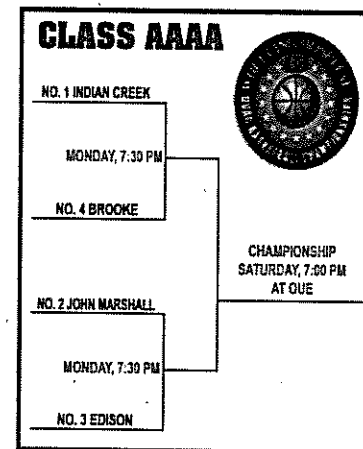 CLASS AAAA
NO. 1 INDIAN CREEK
MONDAY, 7:30 PM
NO. 4 BROOKE
CHAMPIONSHIP
SATURDAY, 7:00 PM
AT OUE
NO. 2 JOHN MARSHALL
MONDAY, 7:30 PM
NO. 3 EDISON